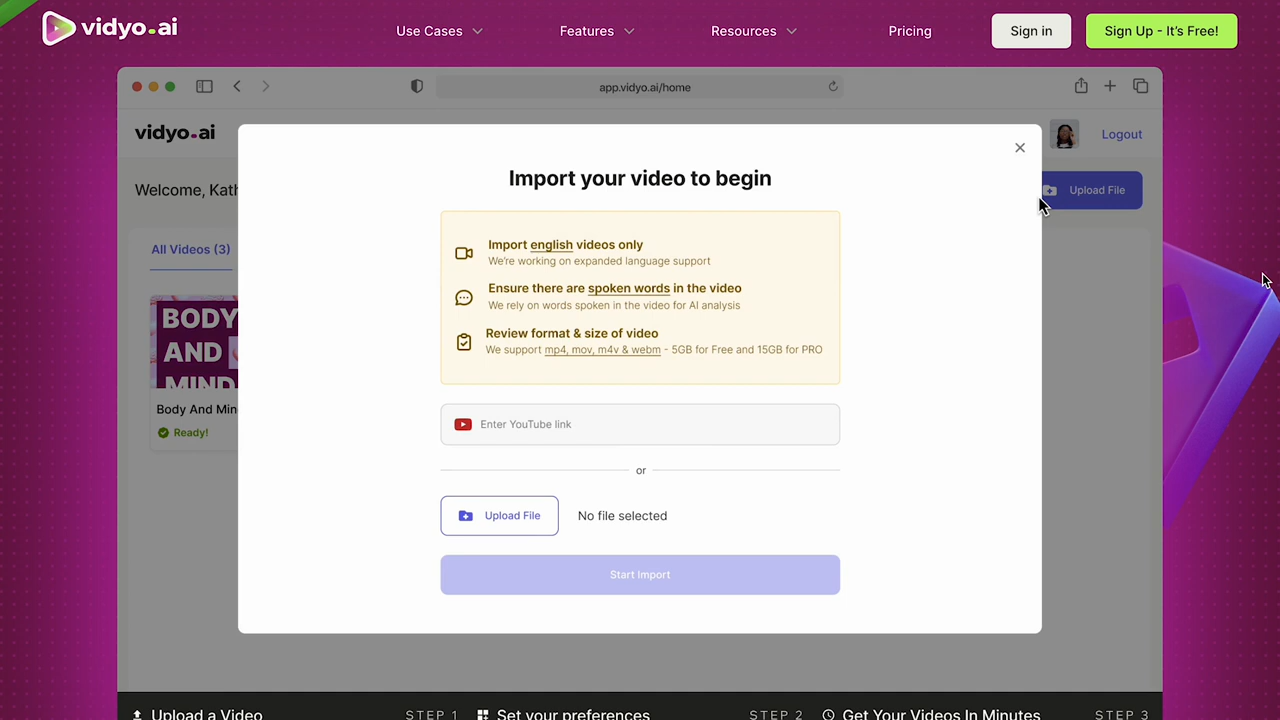 vidyo.ai
Use Cases
Features
Resources
Pricing
Sign in
Sign Up - It's Free!
app.vidyo.ai/home
vidyo.ai
Logout
Welcome, Kath
Upload File
All Videos (3)
BODY
AND
MIND
Body And Min
Ready!
Import your video to begin
Import english videos only
We're working on expanded language support
Ensure there are spoken words in the video
We rely on words spoken in the video for AI analysis
Review format & size of video
We support mp4, mov, m4v & webm - 5GB for Free and 15GB for PRO
Enter YouTube link
or
Upload File
No file selected
Start Import
Upload a Video
STEP 1
Set your preferences
STEP 2
Get Your Videos In Minutes
STEP 3